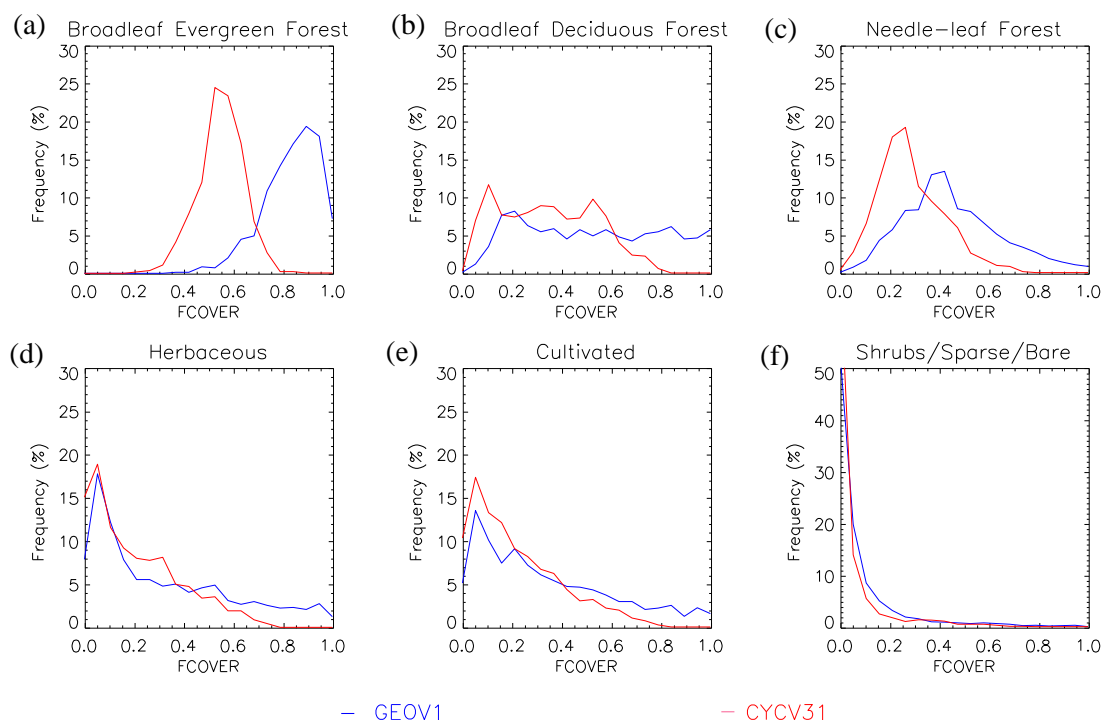 (a) Broadleaf Evergreen Forest
30
25
20
15
10
5
0
Frequency (%)
0.0 0.2 0.4 0.6 0.8 1.0
FCOVER
(b) Broadleaf Deciduous Forest
30
25
20
15
10
5
0
Frequency (%)
0.0 0.2 0.4 0.6 0.8 1.0
FCOVER
(c) Needle-leaf Forest
30
25
20
15
10
5
0
Frequency (%)
0.0 0.2 0.4 0.6 0.8 1.0
FCOVER
(d) Herbaceous
30
25
20
15
10
5
0
Frequency (%)
0.0 0.2 0.4 0.6 0.8 1.0
FCOVER
(e) Cultivated
30
25
20
15
10
5
0
Frequency (%)
0.0 0.2 0.4 0.6 0.8 1.0
FCOVER
(f) Shrubs/Sparse/Bare
50
40
30
20
10
0
Frequency (%)
0.0 0.2 0.4 0.6 0.8 1.0
FCOVER
— GEOV1 — CYCV31